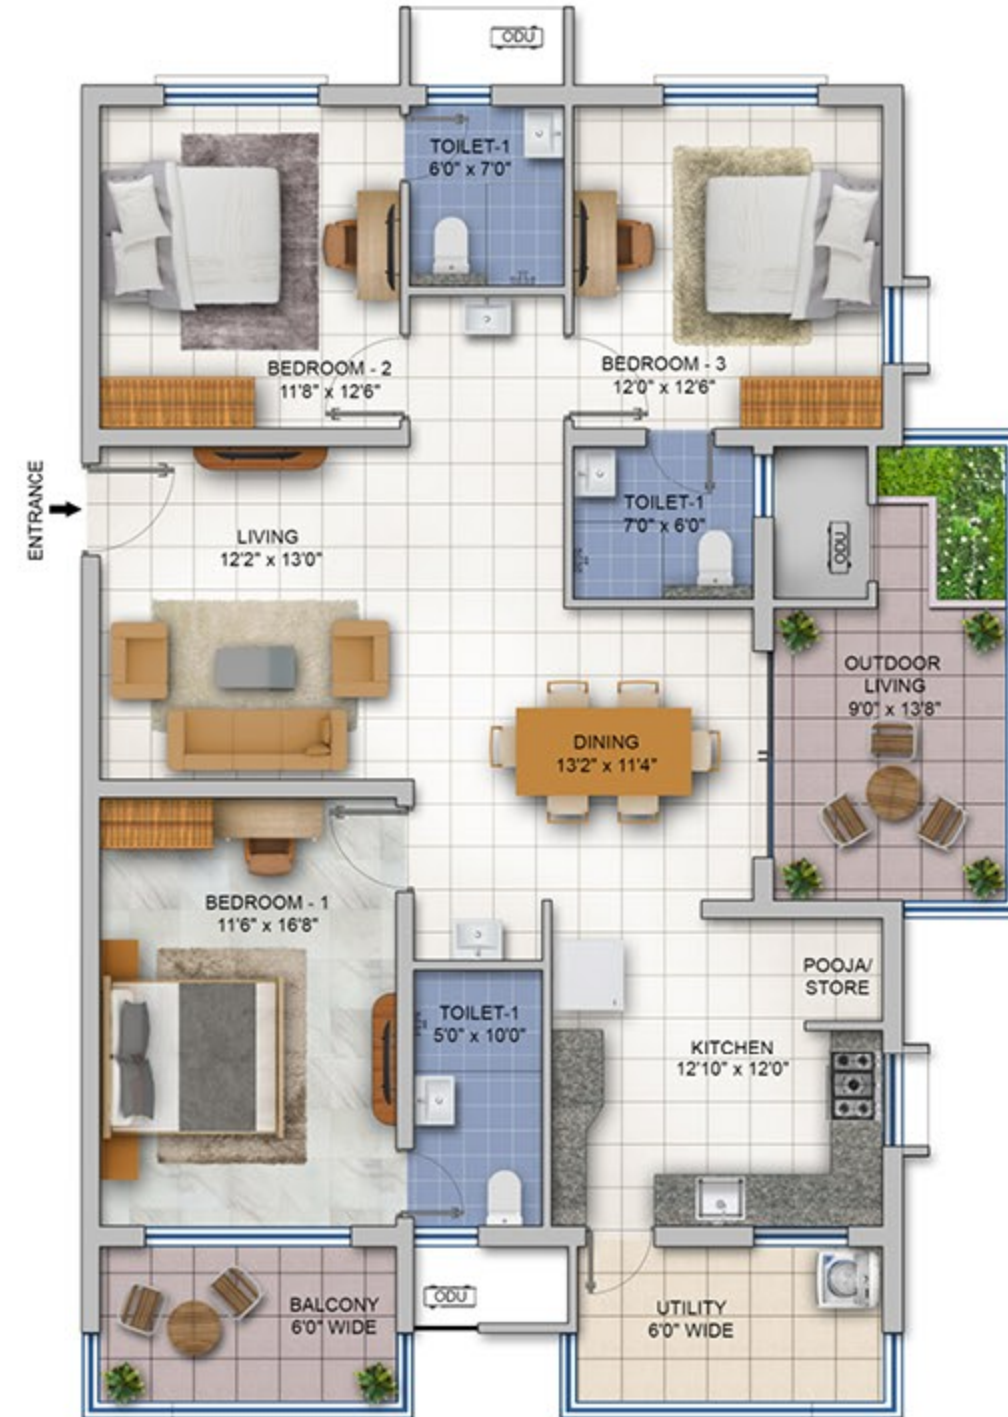 ODU
TOILET-1
6'0" x 7'0"
BEDROOM - 2
11'8" x 12'6"
BEDROOM - 3
12'0" x 12'6"
ENTRANCE
LIVING
12'2" x 13'0"
TOILET-1
7'0" x 6'0"
ODU
OUTDOOR
LIVING
9'0" x 13'8"
DINING
13'2" x 11'4"
BEDROOM - 1
11'6" x 16'8"
POOJA/
STORE
TOILET-1
5'0" x 10'0"
KITCHEN
12'10" x 12'0"
BALCONY
6'0" WIDE
ODU
UTILITY
6'0" WIDE